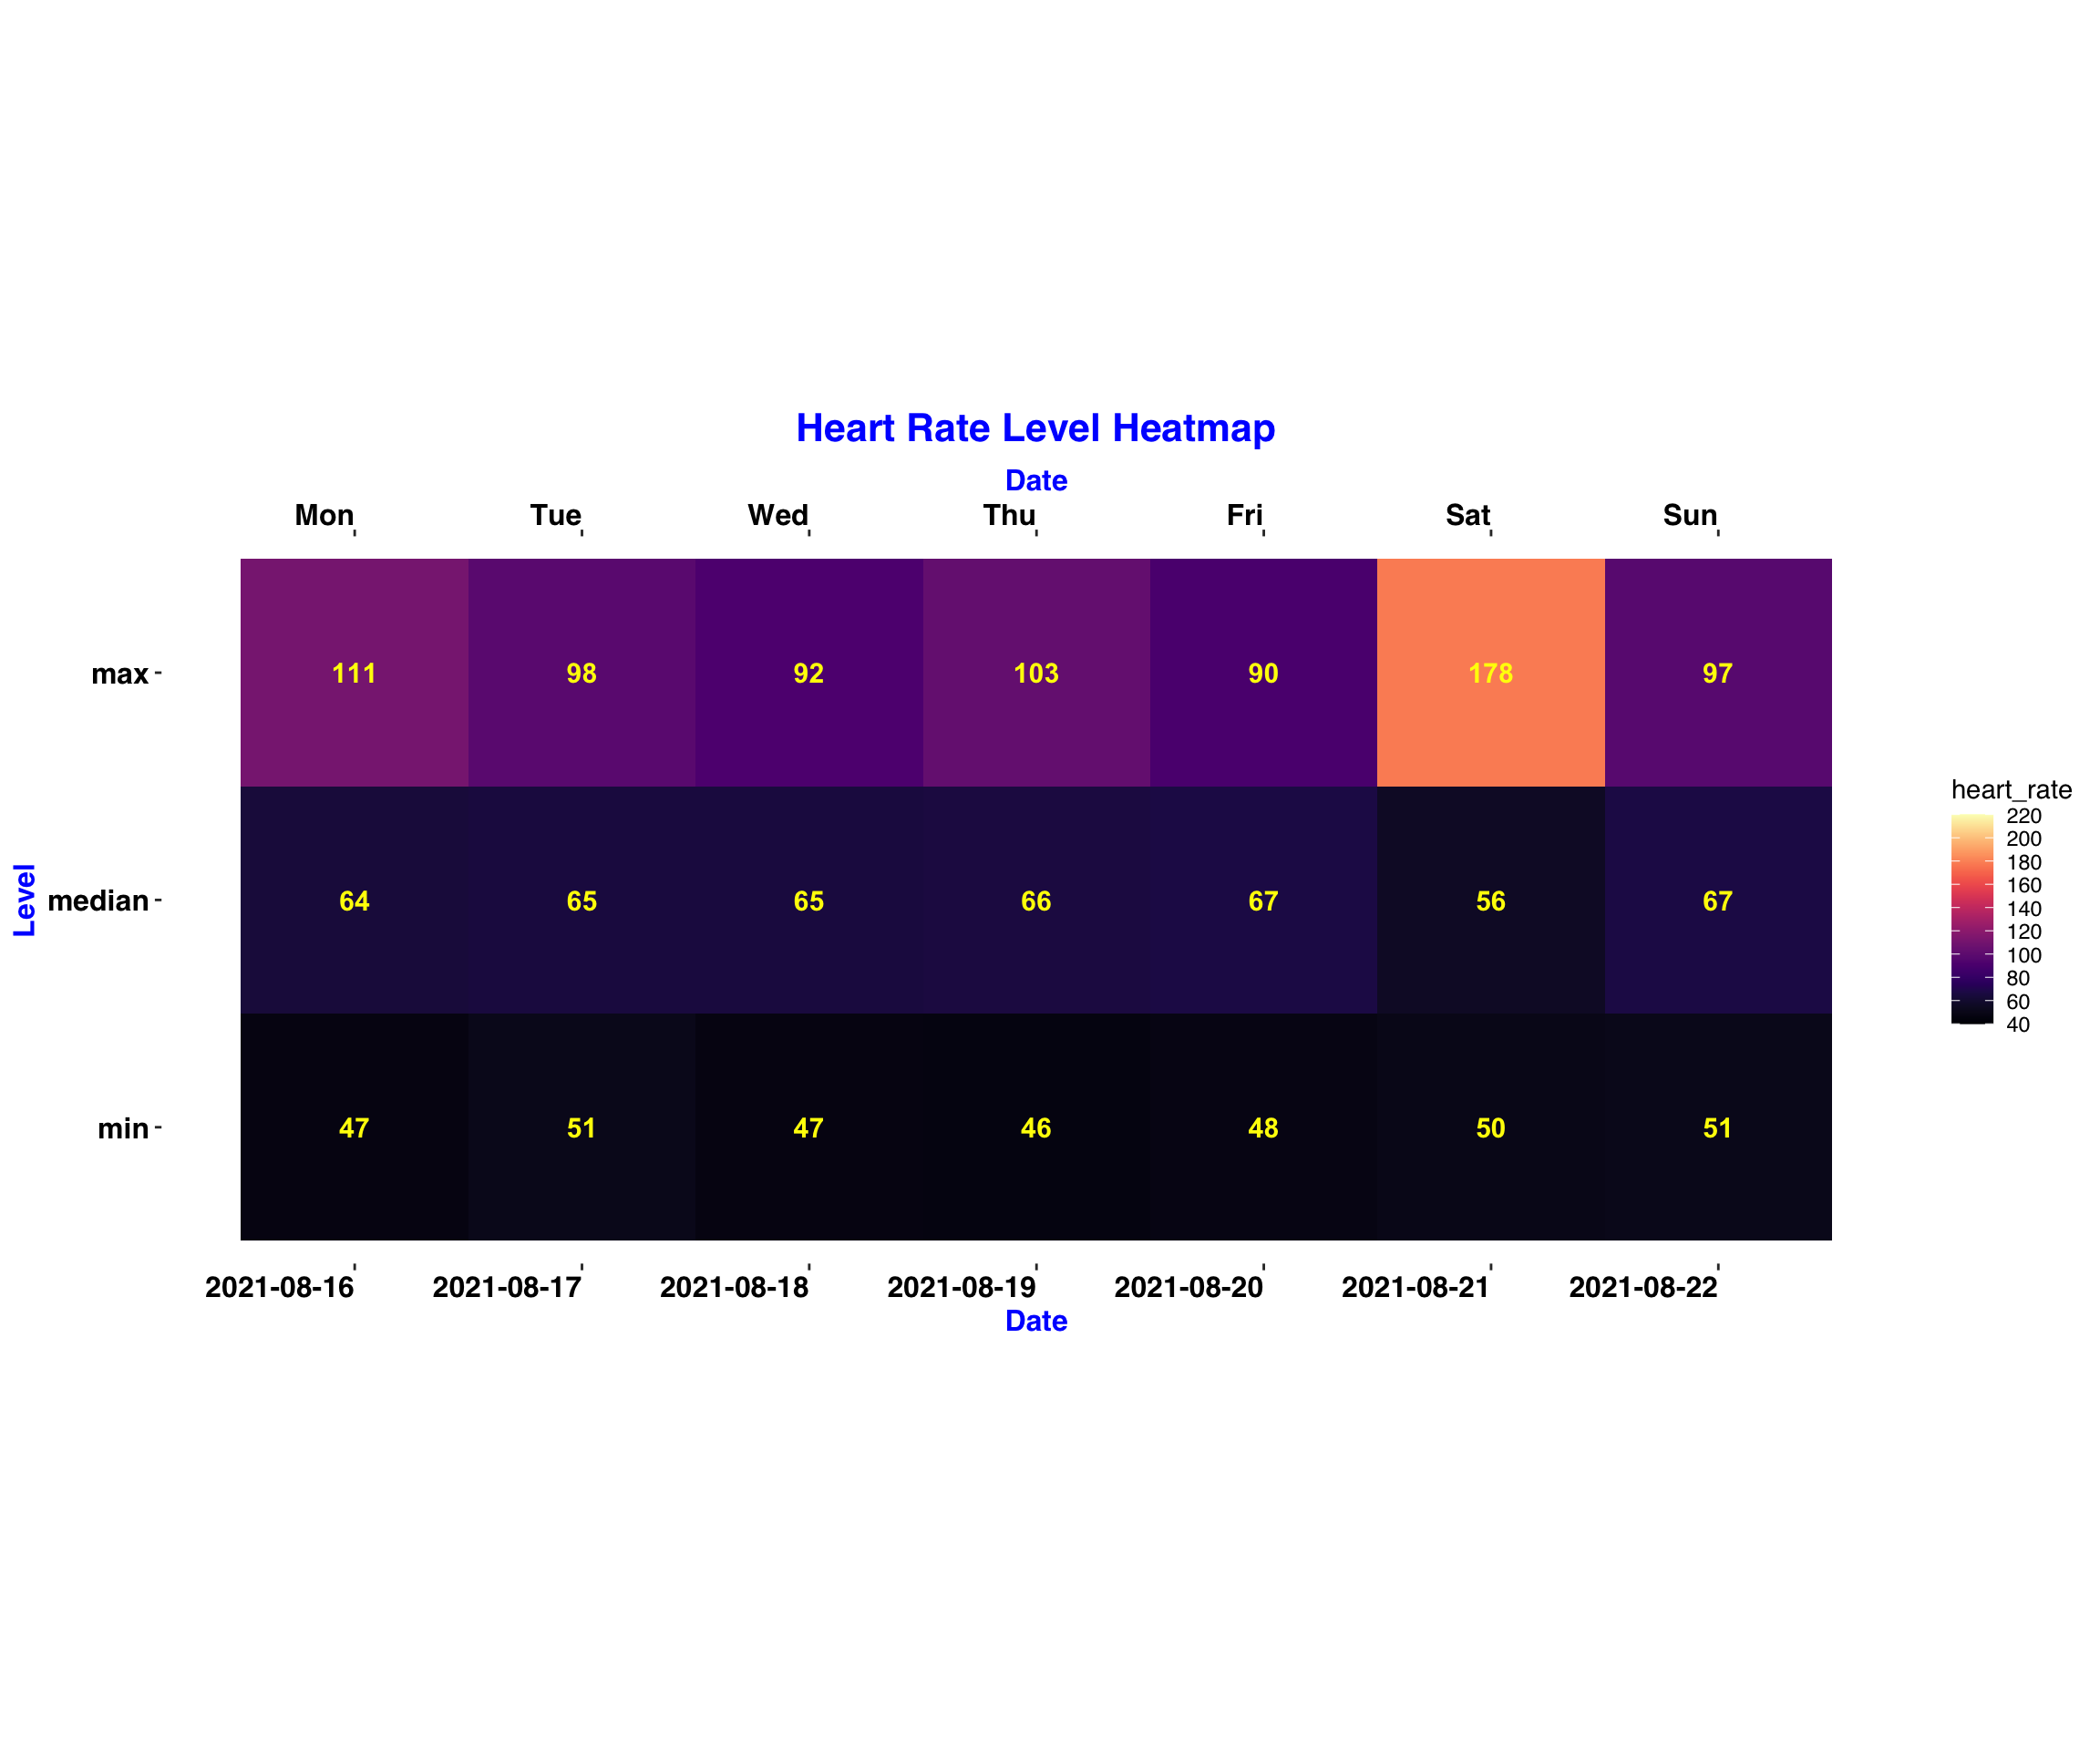 Heart Rate Level Heatmap
Date
Mon Tue Wed Thu Fri Sat Sun
max 111 98 92 103 90 178 97
Level
median 64 65 65 66 67 56 67
min 47 51 47 46 48 50 51
2021-08-16 2021-08-17 2021-08-18 2021-08-19 2021-08-20 2021-08-21 2021-08-22
Date
heart_rate
220
200
180
160
140
120
100
80
60
40